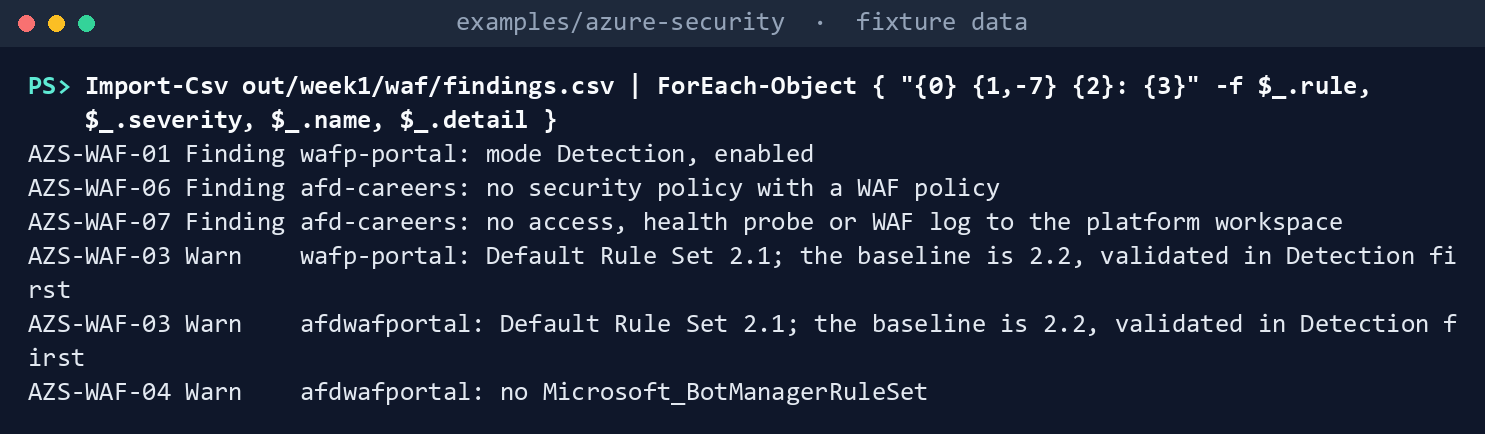 examples/azure-security · fixture data
PS> Import-Csv out/week1/waf/findings.csv | ForEach-Object { "{0} {1,-7} {2}: {3}" -f $_.rule,
$_.severity, $_.name, $_.detail }
AZS-WAF-01 Finding wafp-portal: mode Detection, enabled
AZS-WAF-06 Finding afd-careers: no security policy with a WAF policy
AZS-WAF-07 Finding afd-careers: no access, health probe or WAF log to the platform workspace
AZS-WAF-03 Warn    wafp-portal: Default Rule Set 2.1; the baseline is 2.2, validated in Detection fi
rst
AZS-WAF-03 Warn    afdwafportal: Default Rule Set 2.1; the baseline is 2.2, validated in Detection f
irst
AZS-WAF-04 Warn    afdwafportal: no Microsoft_BotManagerRuleSet